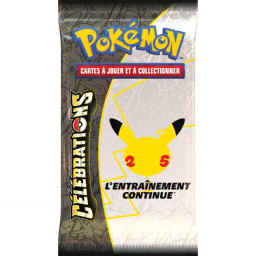 POKÉMON
CARTES À JOUER ET À COLLECTIONNER
CÉLÉBRATIONS
25
L'ENTRAÎNEMENT
CONTINUE